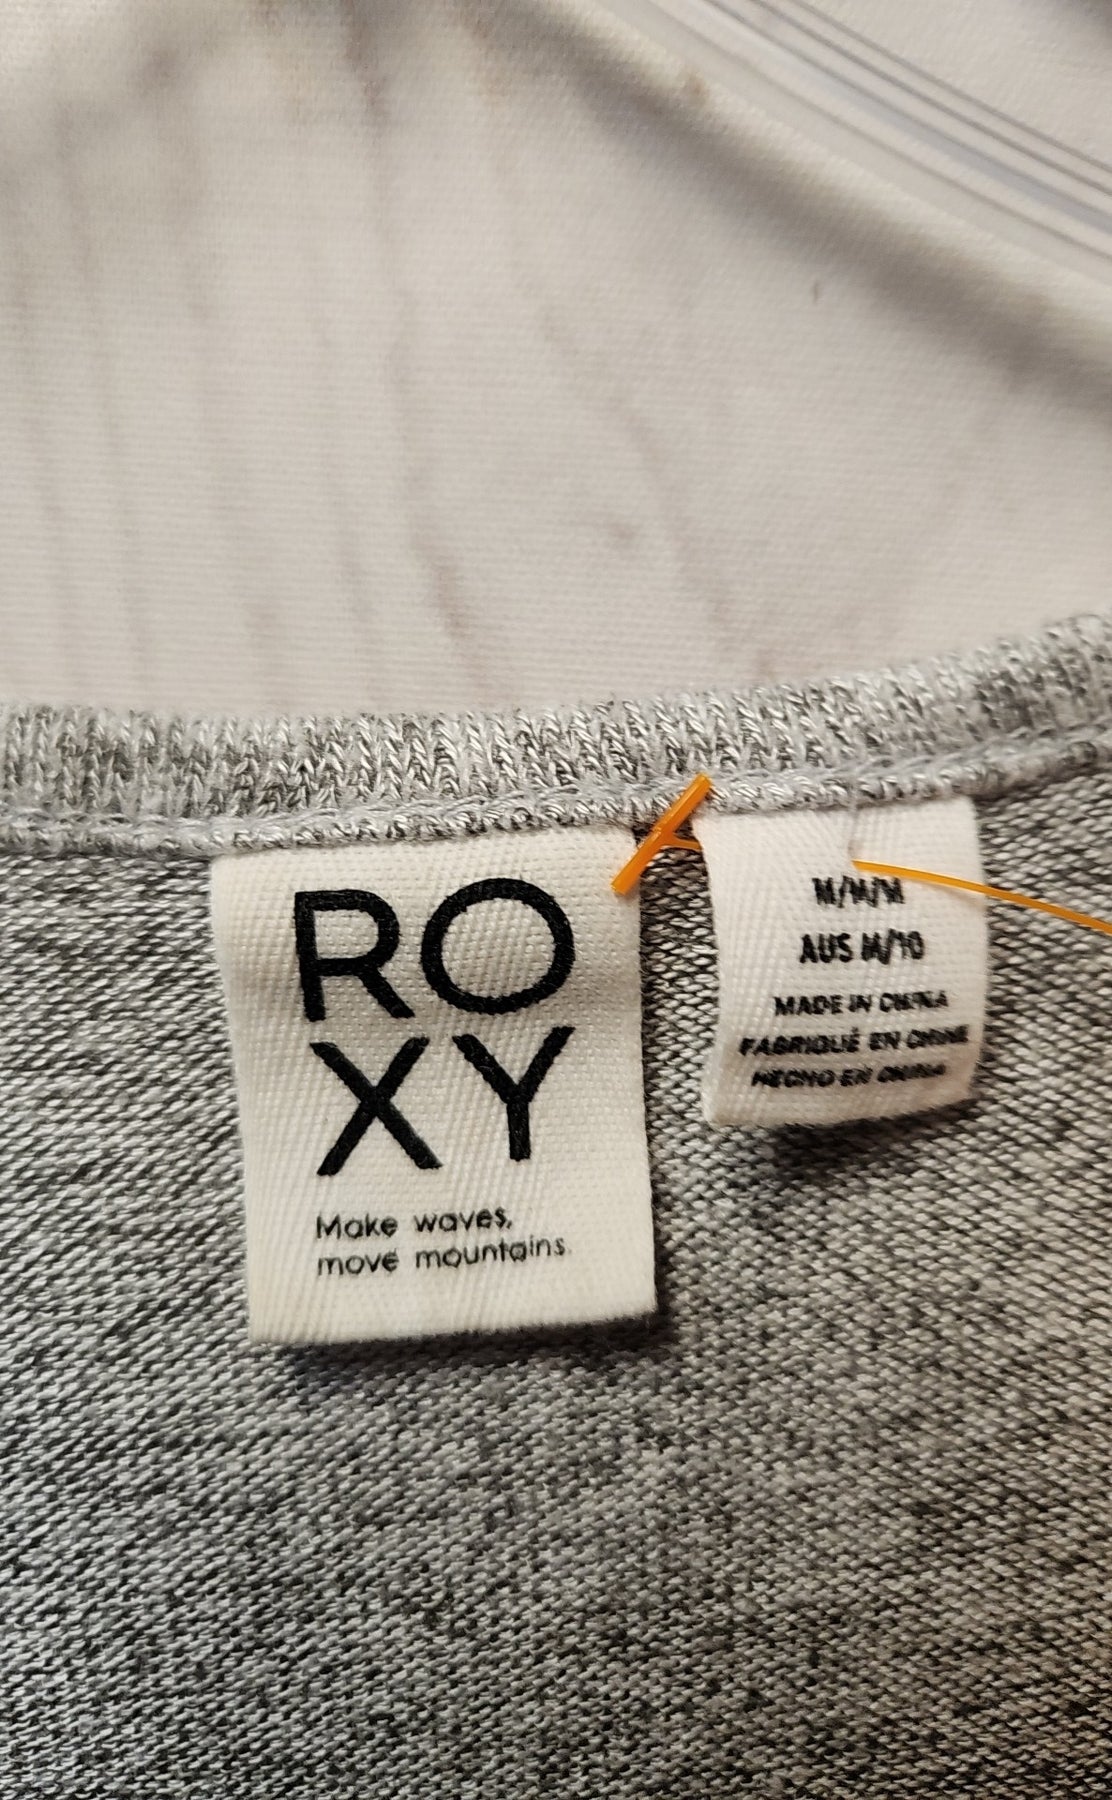 RO
XY
Make waves,
move mountains.
M/M/M
AUS M/10
MADE IN CHINA
FABRIQUÉ EN CHINE
HECHO EN CHINA